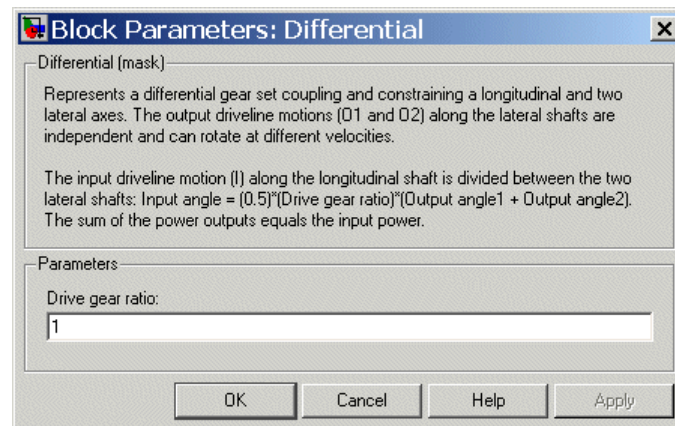 Block Parameters: Differential
Differential (mask)
Represents a differential gear set coupling and constraining a longitudinal and two
lateral axes. The output driveline motions (O1 and O2) along the lateral shafts are
independent and can rotate at different velocities.
The input driveline motion (I) along the longitudinal shaft is divided between the two
lateral shafts: Input angle = (0.5)*(Drive gear ratio)*(Output angle1 + Output angle2).
The sum of the power outputs equals the input power.
Parameters
Drive gear ratio:
1
OK Cancel Help Apply